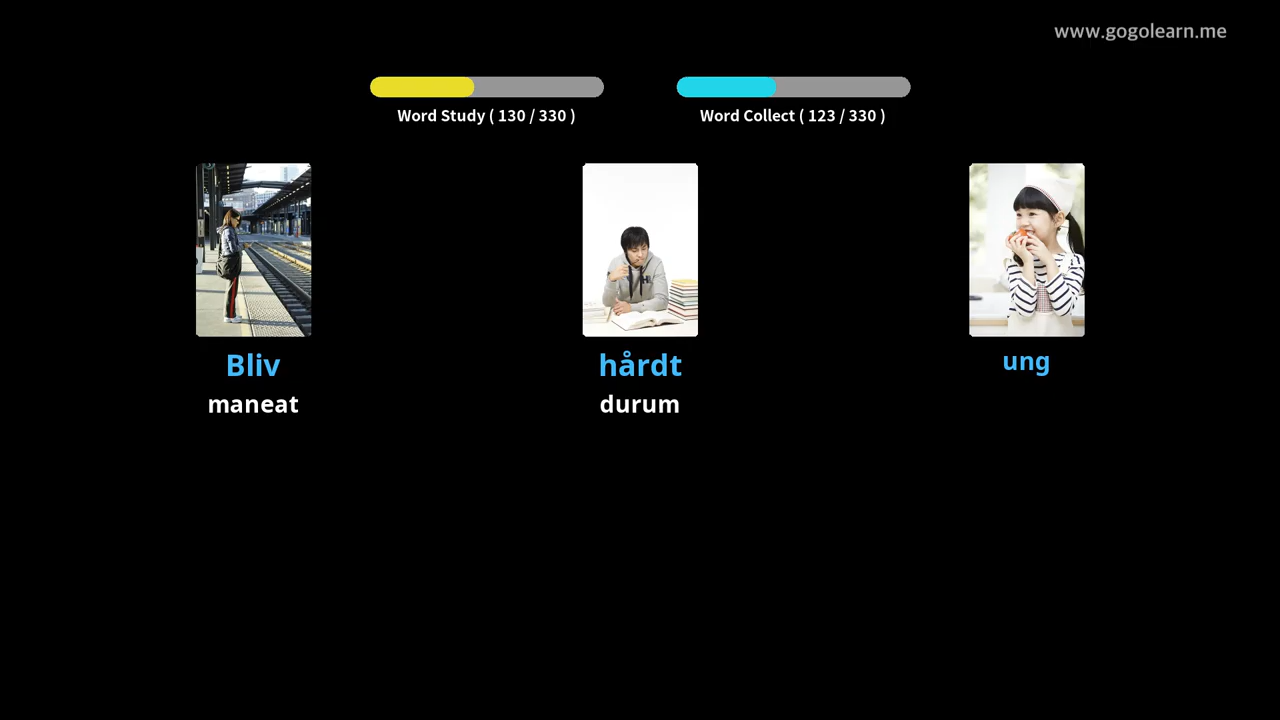 www.gogolearn.me
Word Study ( 130 / 330 )
Word Collect ( 123 / 330 )
Bliv
maneat
hårdt
durum
ung